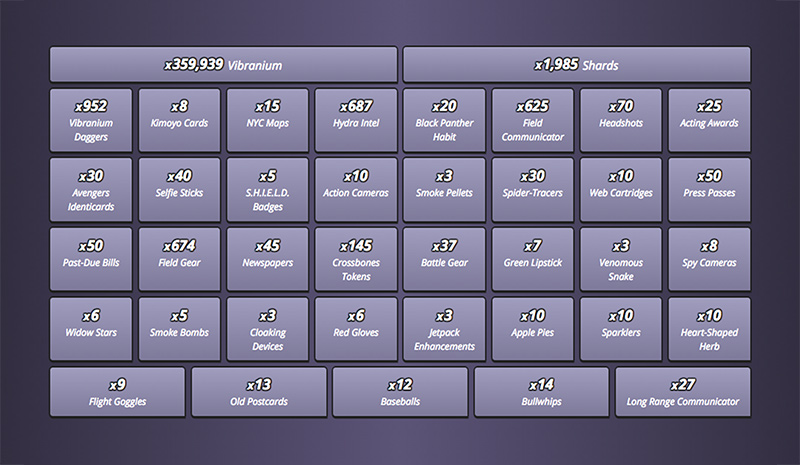 x359,939 Vibranium
x1,985 Shards
x952
Vibranium
Daggers
x8
Kimoyo Cards
x15
NYC Maps
x687
Hydra Intel
x20
Black Panther
Habit
x625
Field
Communicator
x70
Headshots
x25
Acting Awards
x30
Avengers
Identicards
x40
Selfie Sticks
x5
S.H.I.E.L.D.
Badges
x10
Action Cameras
x3
Smoke Pellets
x30
Spider-Tracers
x10
Web Cartridges
x50
Press Passes
x50
Past-Due Bills
x674
Field Gear
x45
Newspapers
x145
Crossbones
Tokens
x37
Battle Gear
x7
Green Lipstick
x3
Venomous
Snake
x8
Spy Cameras
x6
Widow Stars
x5
Smoke Bombs
x3
Cloaking
Devices
x6
Red Gloves
x3
Jetpack
Enhancements
x10
Apple Pies
x10
Sparklers
x10
Heart-Shaped
Herb
x9
Flight Goggles
x13
Old Postcards
x12
Baseballs
x14
Bullwhips
x27
Long Range Communicator